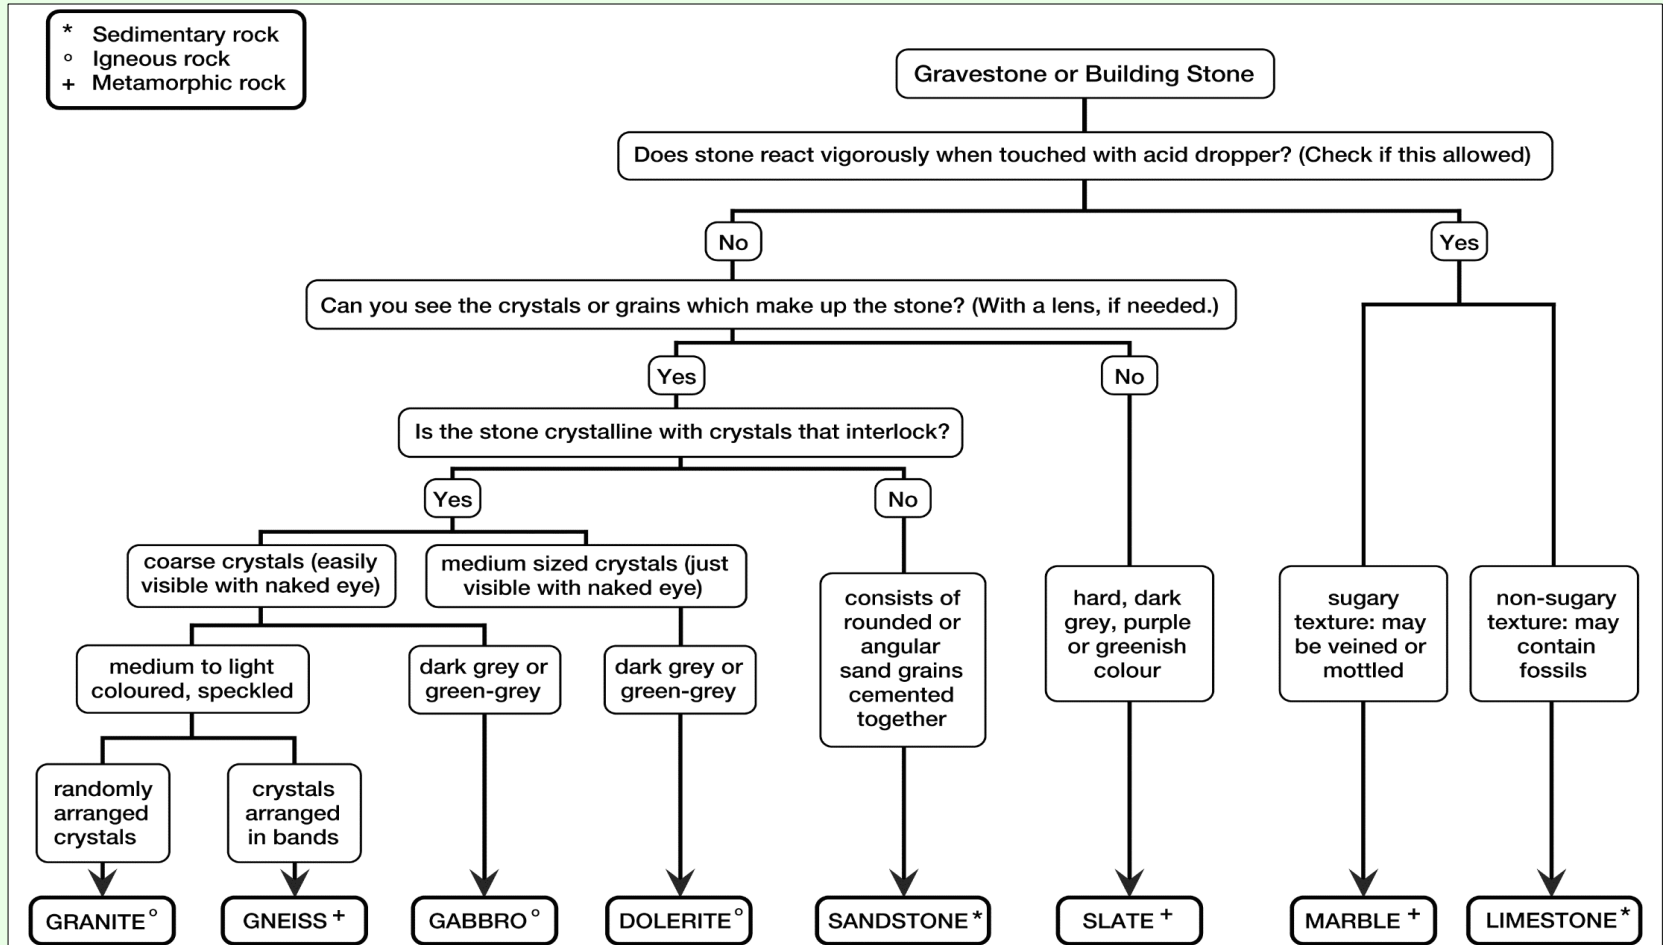 * Sedimentary rock
° Igneous rock
+ Metamorphic rock
Gravestone or Building Stone
Does stone react vigorously when touched with acid dropper? (Check if this allowed)
No
Yes
Can you see the crystals or grains which make up the stone? (With a lens, if needed.)
Yes
No
Is the stone crystalline with crystals that interlock?
Yes
No
coarse crystals (easily
visible with naked eye)
medium sized crystals (just
visible with naked eye)
consists of
rounded or
angular
sand grains
cemented
together
hard, dark
grey, purple
or greenish
colour
sugary
texture: may
be veined or
mottled
non-sugary
texture: may
contain
fossils
medium to light
coloured, speckled
dark grey or
green-grey
dark grey or
green-grey
randomly
arranged
crystals
crystals
arranged
in bands
GRANITE°
GNEISS +
GABBRO°
DOLERITE°
SANDSTONE*
SLATE +
MARBLE +
LIMESTONE*